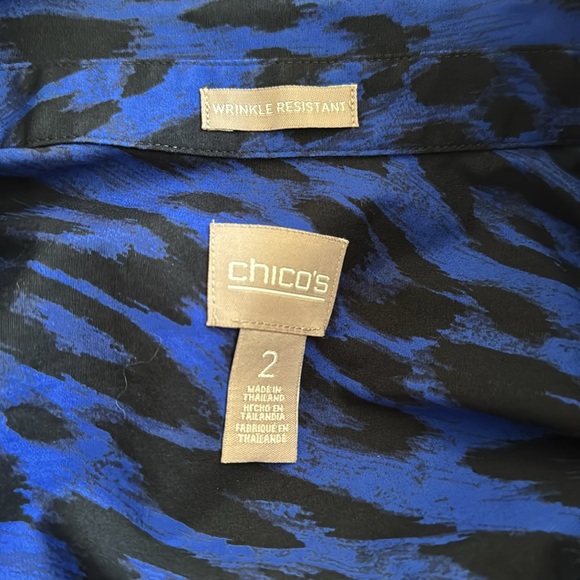 WRINKLE RESISTANT
chico's
2
MADE IN
THAILAND
HECHO EN
TAILANDIA
FABRIQUÉ EN
THAÏLANDE